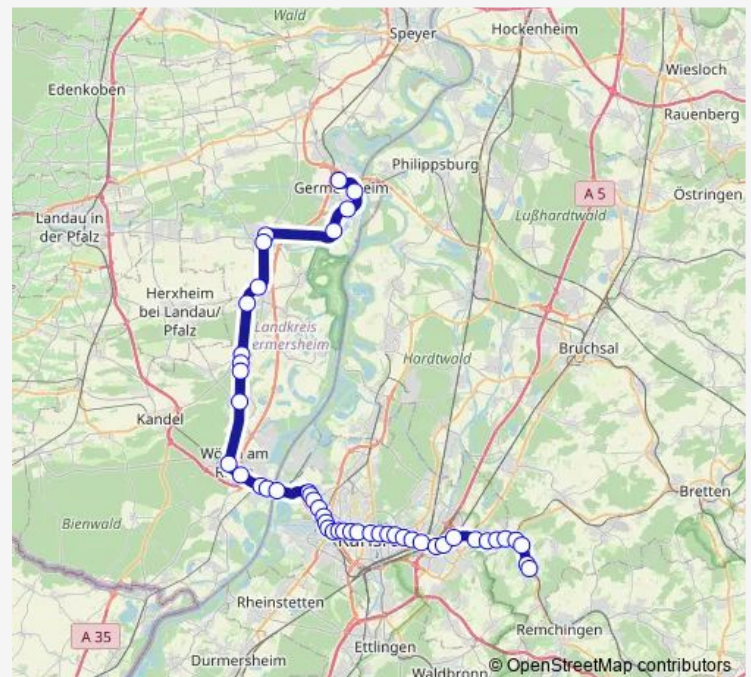 Wald
Speyer
Hockenheim
Edenkoben
Wiesloch
Rauenberg
Philippsburg
A 5
Östringen
Landau in
der Pfalz
Lußhardtwald
Herxheim
bei Landau/
Pfalz
Landkreis
Hardtwald
Bruchsal
Kandel
Bretten
Bienwald
Rheinstetten
A 35
Remchingen
Ettlingen
Durmersheim
Waldbronn
© OpenStreetMap contributors